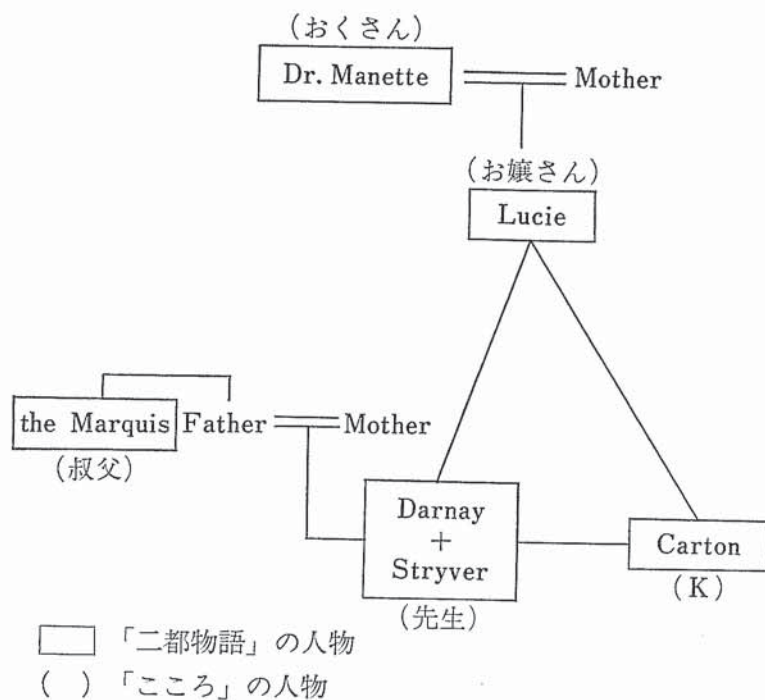 (おくさん)
Dr. Manette Mother
(お嬢さん)
Lucie
the Marquis Father Mother
(叔父)
Darnay
+
Stryver
(先生)
Carton
(K)
「二都物語」の人物
( ) 「こころ」の人物